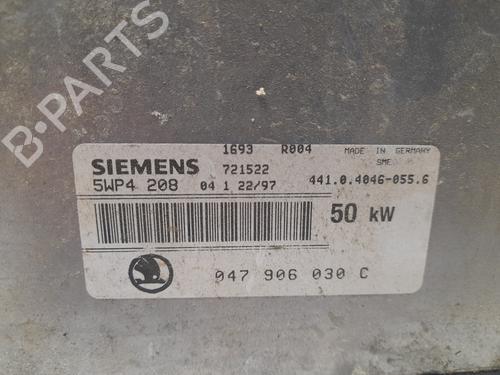 B-Parts
1693 R004 MADE IN GERMANY
SIEMENS 721522 SME
5WP4 208 04 1 22/97 441.0.4046-055.6
50 kW
047 906 030 C